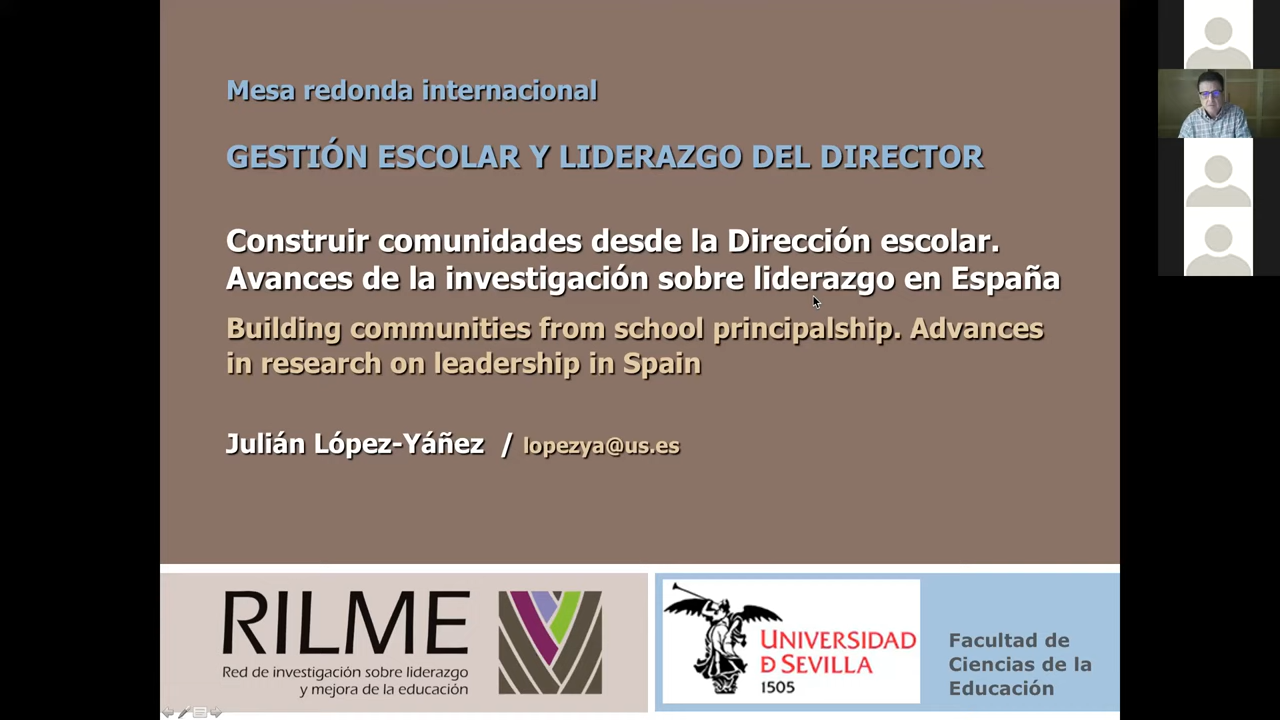 Mesa redonda internacional
GESTIÓN ESCOLAR Y LIDERAZGO DEL DIRECTOR
Construir comunidades desde la Dirección escolar.
Avances de la investigación sobre liderazgo en España
Building communities from school principalship. Advances
in research on leadership in Spain
Julián López-Yáñez / lopezya@us.es
RILME
Red de investigación sobre liderazgo
y mejora de la educación
UNIVERSIDAD
Ð SEVILLA
1505
Facultad de
Ciencias de la
Educación